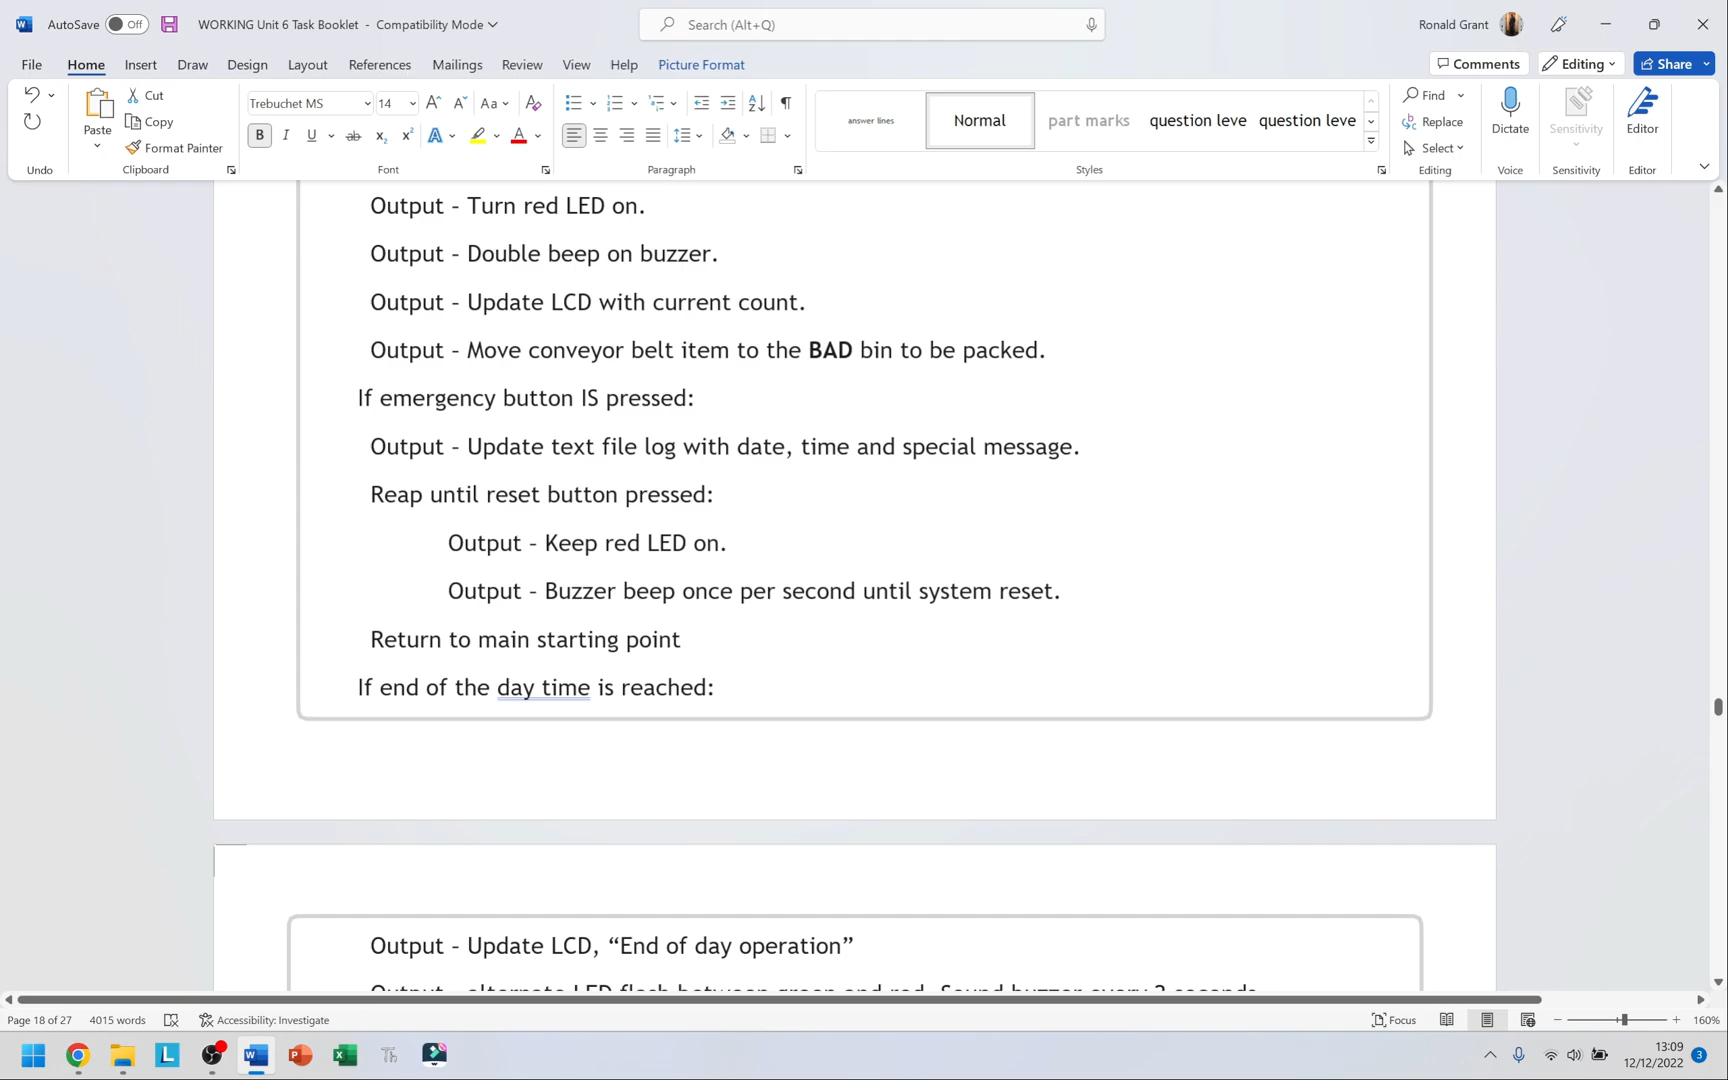 AutoSave Off WORKING Unit 6 Task Booklet - Compatibility Mode Search (Alt+Q) Ronald Grant
File Home Insert Draw Design Layout References Mailings Review View Help Picture Format Comments Editing Share
Paste Cut Copy Format Painter
Trebuchet MS 14 Aa
B I U ab x₂ x² A A
answer lines Normal part marks question leve question leve
Find Replace Select
Dictate Sensitivity Editor
Undo Clipboard Font Paragraph Styles Editing Voice Sensitivity Editor
Output - Turn red LED on.
Output - Double beep on buzzer.
Output - Update LCD with current count.
Output - Move conveyor belt item to the BAD bin to be packed.
If emergency button IS pressed:
Output - Update text file log with date, time and special message.
Reap until reset button pressed:
Output - Keep red LED on.
Output - Buzzer beep once per second until system reset.
Return to main starting point
If end of the day time is reached:
Output - Update LCD, “End of day operation”
Output - alternate LED flash between green and red. Sound buzzer every 2 seconds
Page 18 of 27 4015 words Accessibility: Investigate Focus 160%
L W P X Th 13:09
12/12/2022 3